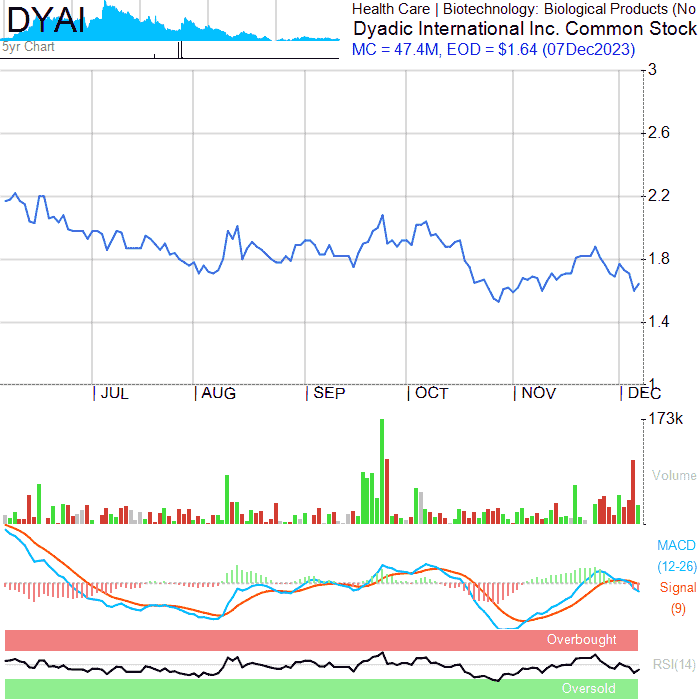 DYAI
5yr Chart
Health Care | Biotechnology: Biological Products (No
Dyadic International Inc. Common Stock
MC = 47.4M, EOD = $1.64 (07Dec2023)
3
2.6
2.2
1.8
1.4
1
JUL
AUG
SEP
OCT
NOV
DEC
173k
Volume
MACD
(12-26)
Signal
(9)
Overbought
RSI(14)
Oversold